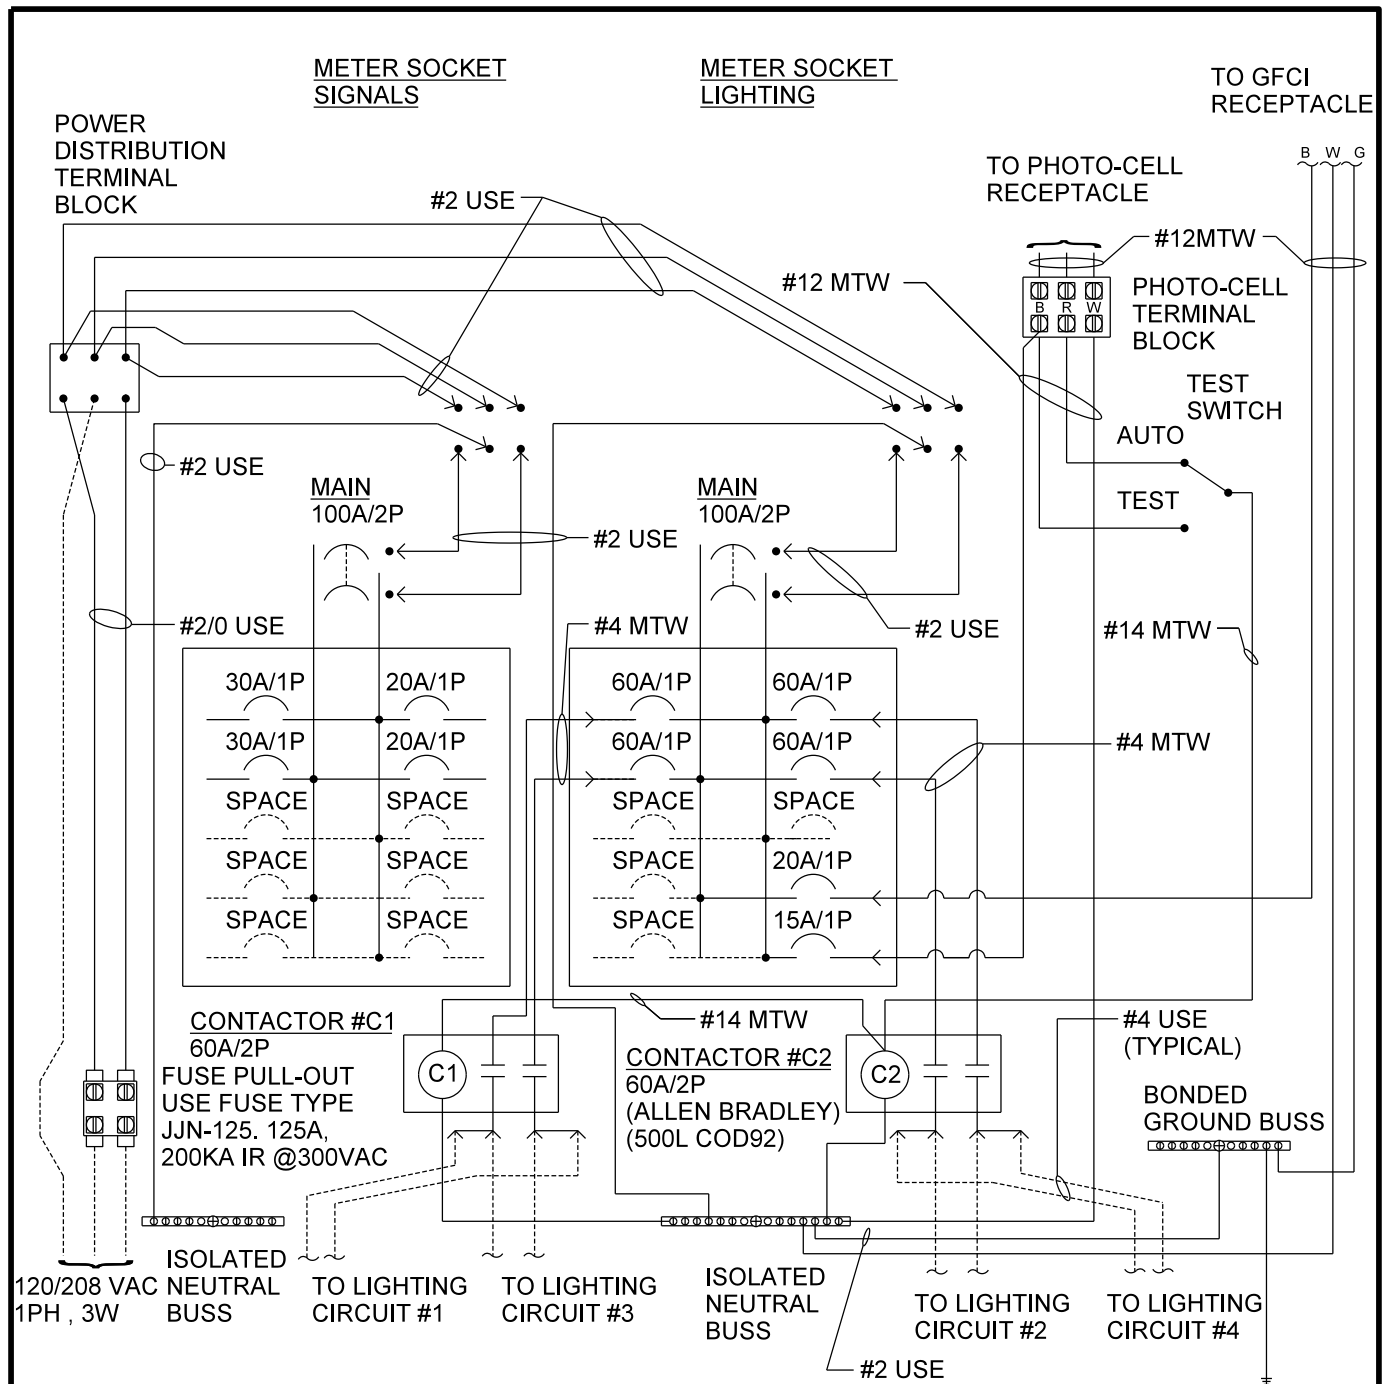 METER SOCKET
SIGNALS
METER SOCKET
LIGHTING
TO GFCI
RECEPTACLE
POWER
DISTRIBUTION
TERMINAL
BLOCK
B W G
TO PHOTO-CELL
RECEPTACLE
#2 USE
#12MTW
#12 MTW
PHOTO-CELL
TERMINAL
BLOCK
B R W
TEST
SWITCH
AUTO
TEST
#2 USE
MAIN
100A/2P
MAIN
100A/2P
#2 USE
#2/0 USE
#4 MTW
#2 USE
#14 MTW
30A/1P
20A/1P
60A/1P
60A/1P
30A/1P
20A/1P
60A/1P
60A/1P
#4 MTW
SPACE
SPACE
SPACE
SPACE
SPACE
SPACE
SPACE
20A/1P
SPACE
SPACE
SPACE
15A/1P
CONTACTOR #C1
60A/2P
FUSE PULL-OUT
USE FUSE TYPE
JJN-125. 125A,
200KA IR @300VAC
C1
#14 MTW
CONTACTOR #C2
60A/2P
(ALLEN BRADLEY)
(500L COD92)
C2
#4 USE
(TYPICAL)
BONDED
GROUND BUSS
120/208 VAC
1PH , 3W
ISOLATED
NEUTRAL
BUSS
TO LIGHTING
CIRCUIT #1
TO LIGHTING
CIRCUIT #3
ISOLATED
NEUTRAL
BUSS
TO LIGHTING
CIRCUIT #2
TO LIGHTING
CIRCUIT #4
#2 USE